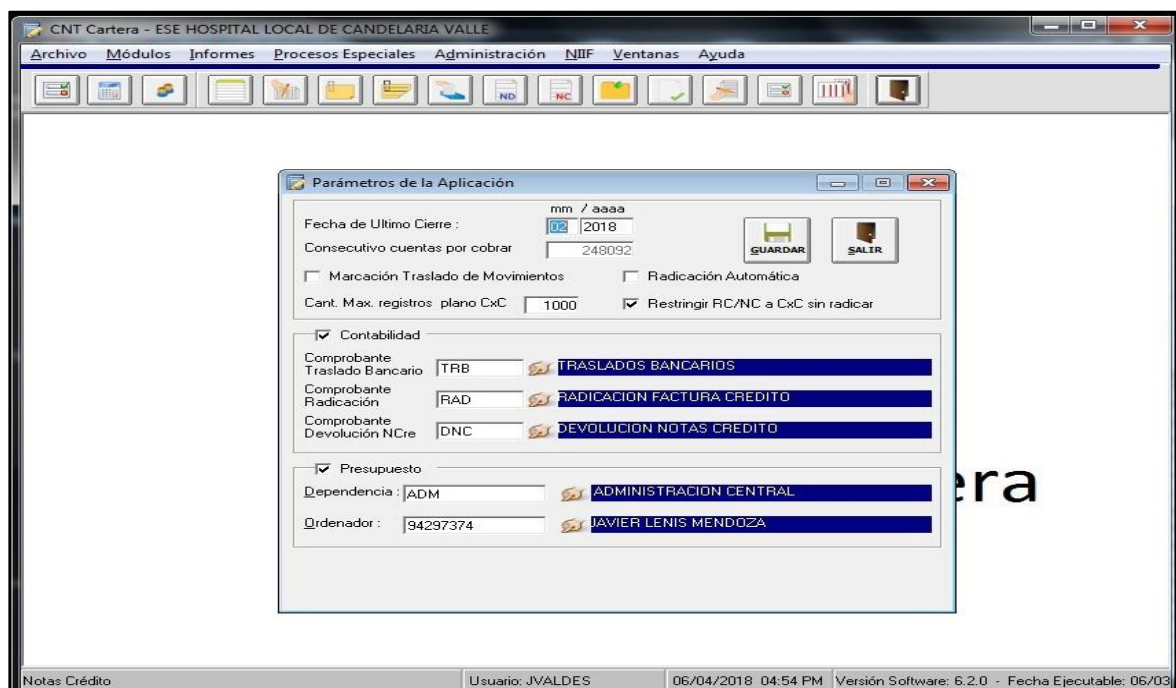 CNT Cartera - ESE HOSPITAL LOCAL DE CANDELARIA VALLE
Archivo Módulos Informes Procesos Especiales Administración NIIF Ventanas Ayuda
ND NC
Parámetros de la Aplicación
mm / aaaa
Fecha de Ultimo Cierre : 02 2018
Consecutivo cuentas por cobrar 248092
GUARDAR SALIR
Marcación Traslado de Movimientos Radicación Automática
Cant. Max. registros plano CxC 1000 Restringir RC/NC a CxC sin radicar
Contabilidad
Comprobante
Traslado Bancario TRB TRASLADOS BANCARIOS
Comprobante
Radicación RAD RADICACION FACTURA CREDITO
Comprobante
Devolución NCre DNC DEVOLUCION NOTAS CREDITO
Presupuesto
Dependencia : ADM ADMINISTRACION CENTRAL
Ordenador : 94297374 JAVIER LENIS MENDOZA
era
Notas Crédito Usuario: JVALDES 06/04/2018 04:54 PM Versión Software: 6.2.0 - Fecha Ejecutable: 06/03